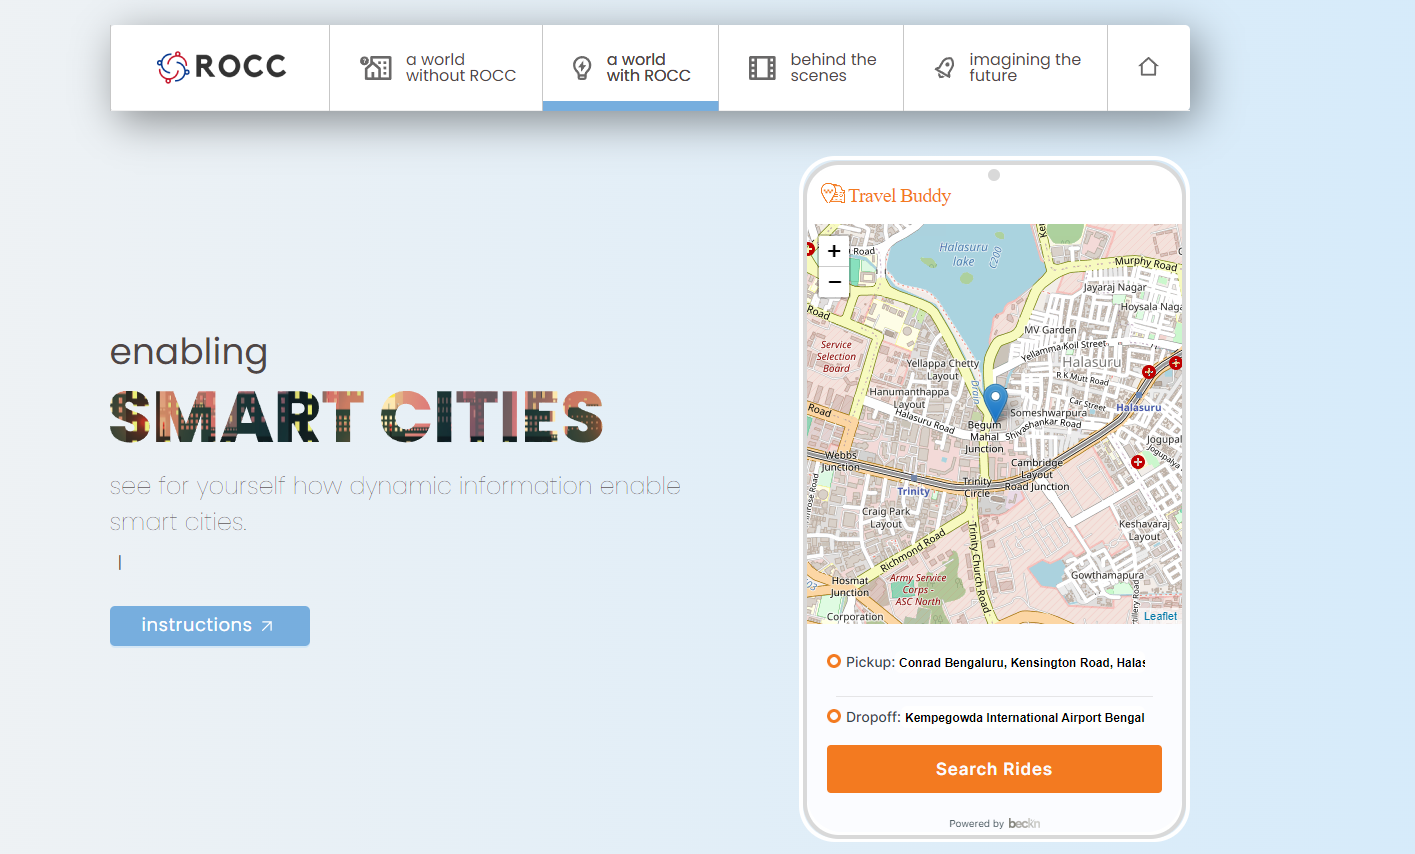 ROCC
a world
without ROCC
a world
with ROCC
behind the
scenes
imagining the
future
enabling
SMART CITIES
see for yourself how dynamic information enable
smart cities.
instructions
Travel Buddy
+
−
Road
Halasuru
lake
C200
Murphy Road
Jayaraj Nagar
Hoysala Naga
Road
MV Garden
Service
Selection
Board
Yellamma Koil Street
Halasuru
Yellappa Chetty
Layout
R K Mutt Road
Hanumanthappa
Layout
Drain
Car Street
Halasuru
Road
Halasuru Road
Someshwarpura
Begum
Mahal
Junction
Shivashankar Road
Jogupal
Jogupalya
Webbs
Junction
Cambridge
Layout
Road Junction
Trinity
Trinity
Circle
Craig Park
Layout
Keshavaraj
Layout
Richmond Road
Trinity Church Road
Hosmat
Junction
Army Service
Corps -
ASC North
Gowthamapura
Corporation
Leaflet
Pickup: Conrad Bengaluru, Kensington Road, Halas
Dropoff: Kempegowda International Airport Bengal
Search Rides
Powered by beckn